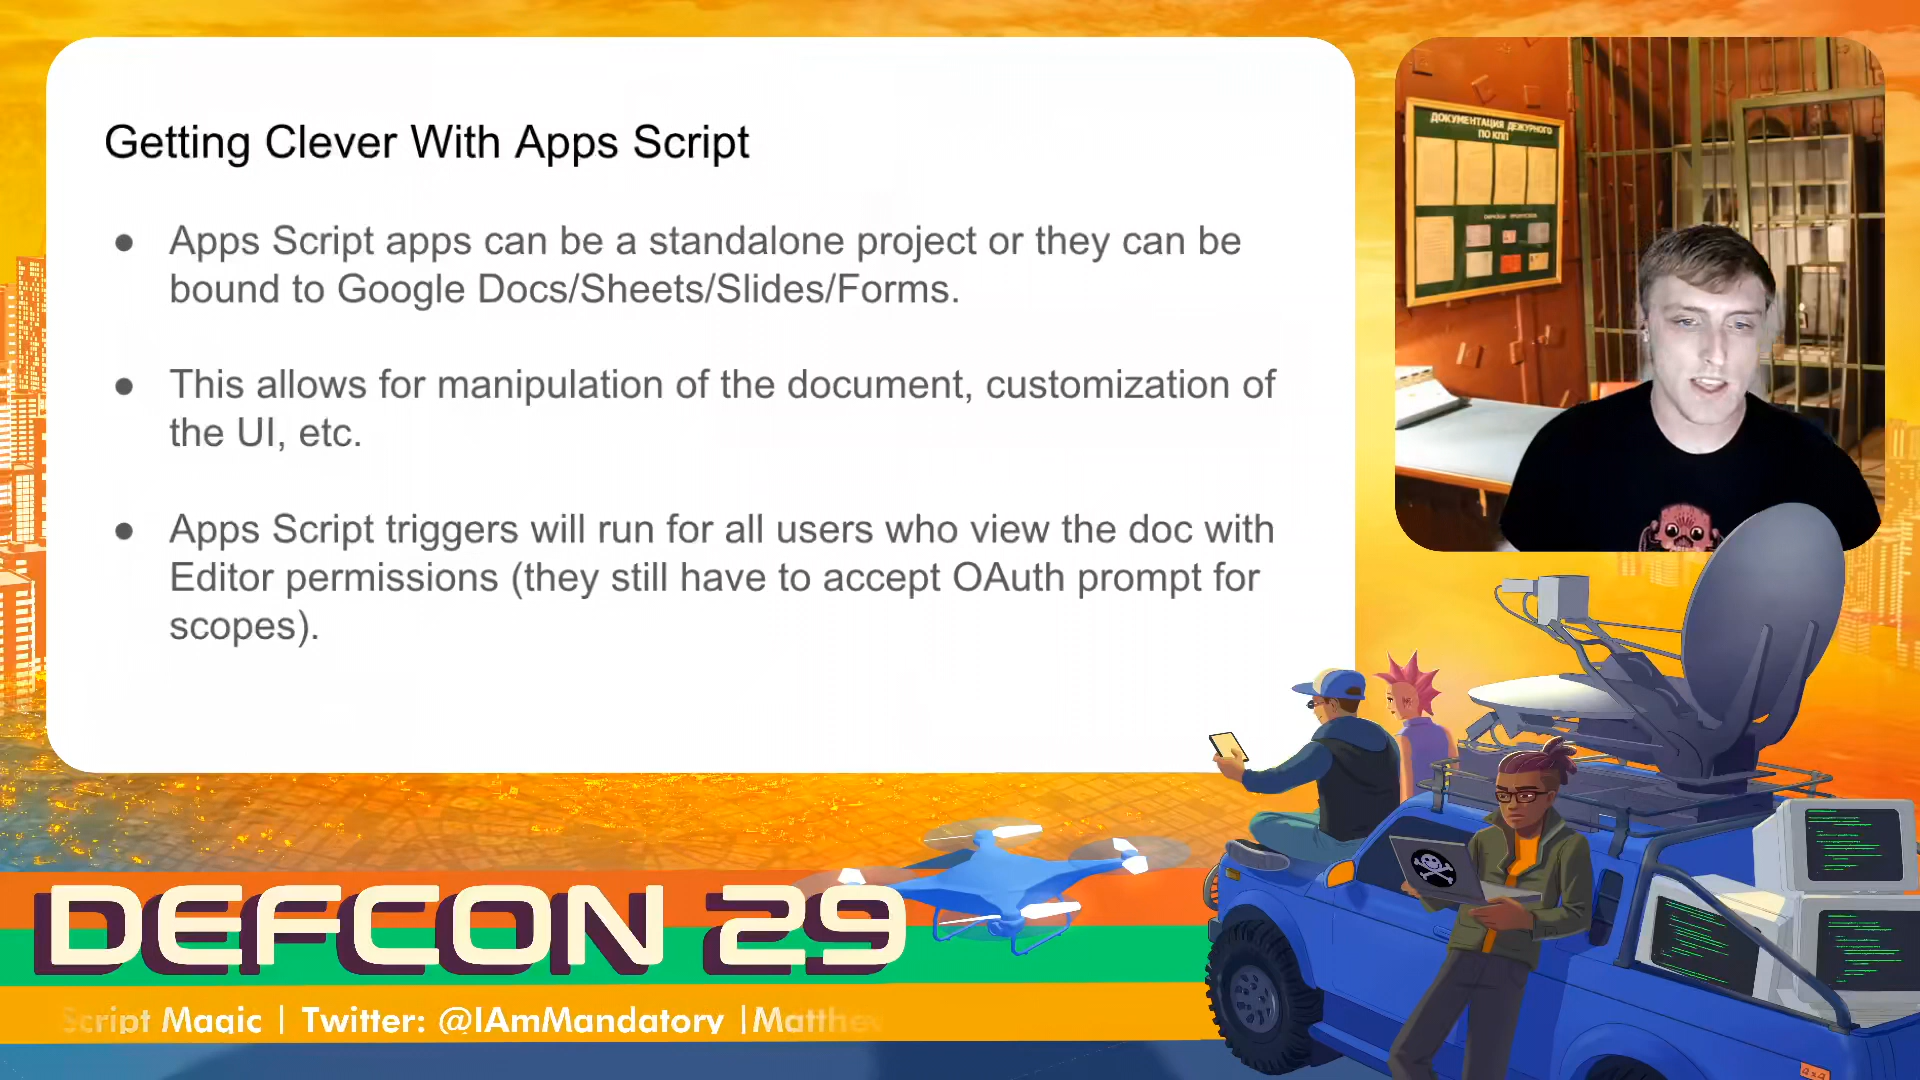 Getting Clever With Apps Script
● Apps Script apps can be a standalone project or they can be
bound to Google Docs/Sheets/Slides/Forms.
● This allows for manipulation of the document, customization of
the UI, etc.
● Apps Script triggers will run for all users who view the doc with
Editor permissions (they still have to accept OAuth prompt for
scopes).
ДОКУМЕНТАЦИЯ ДЕЖУРНОГО
ПО КПП
DEFCON 29
Script Magic | Twitter: @IAmMandatory |Matthew
4x4